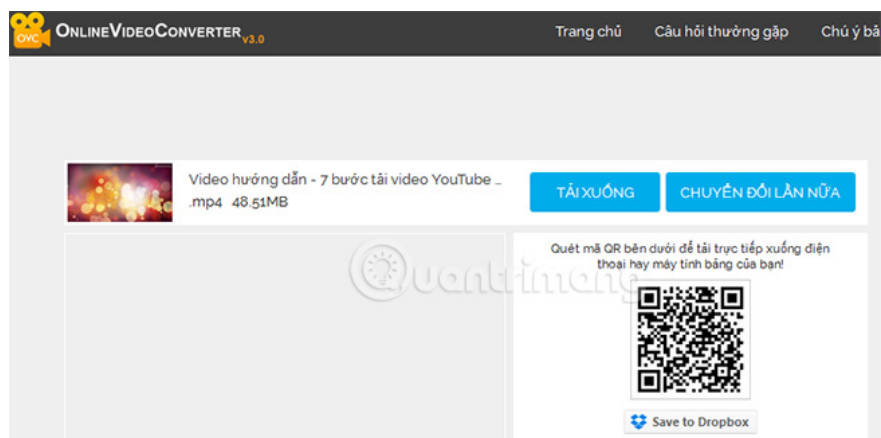 OVC ONLINEVIDEOCONVERTER v3.0 Trang chủ Câu hỏi thường gặp Chú ý bả
Video hướng dẫn - 7 bước tải video YouTube ...
.mp4 48.51MB
TẢI XUỐNG CHUYỂN ĐỔI LẦN NỮA
Quét mã QR bên dưới để tải trực tiếp xuống điện
thoại hay máy tính bảng của bạn!
Quantrimang
Save to Dropbox